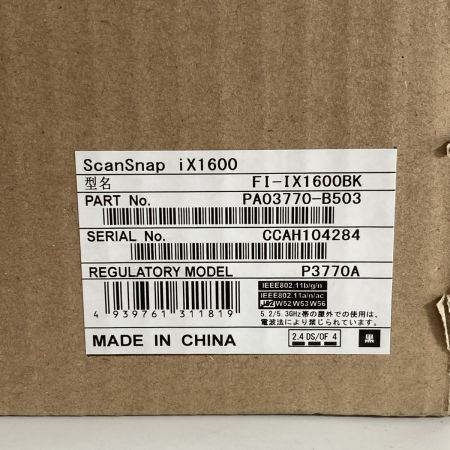 ScanSnap iX1600
型名 FI-IX1600BK
PART No. PA03770-B503
SERIAL No. CCAH104284
REGULATORY MODEL P3770A
IEEE802.11b/g/n
IEEE802.11a/n/ac
W52 W53 W56
4 939761 311819
5.2/5.3GHz帯の屋外での使用は、
電波法により禁じられています。
MADE IN CHINA
2.4 DS/OF 4
黒